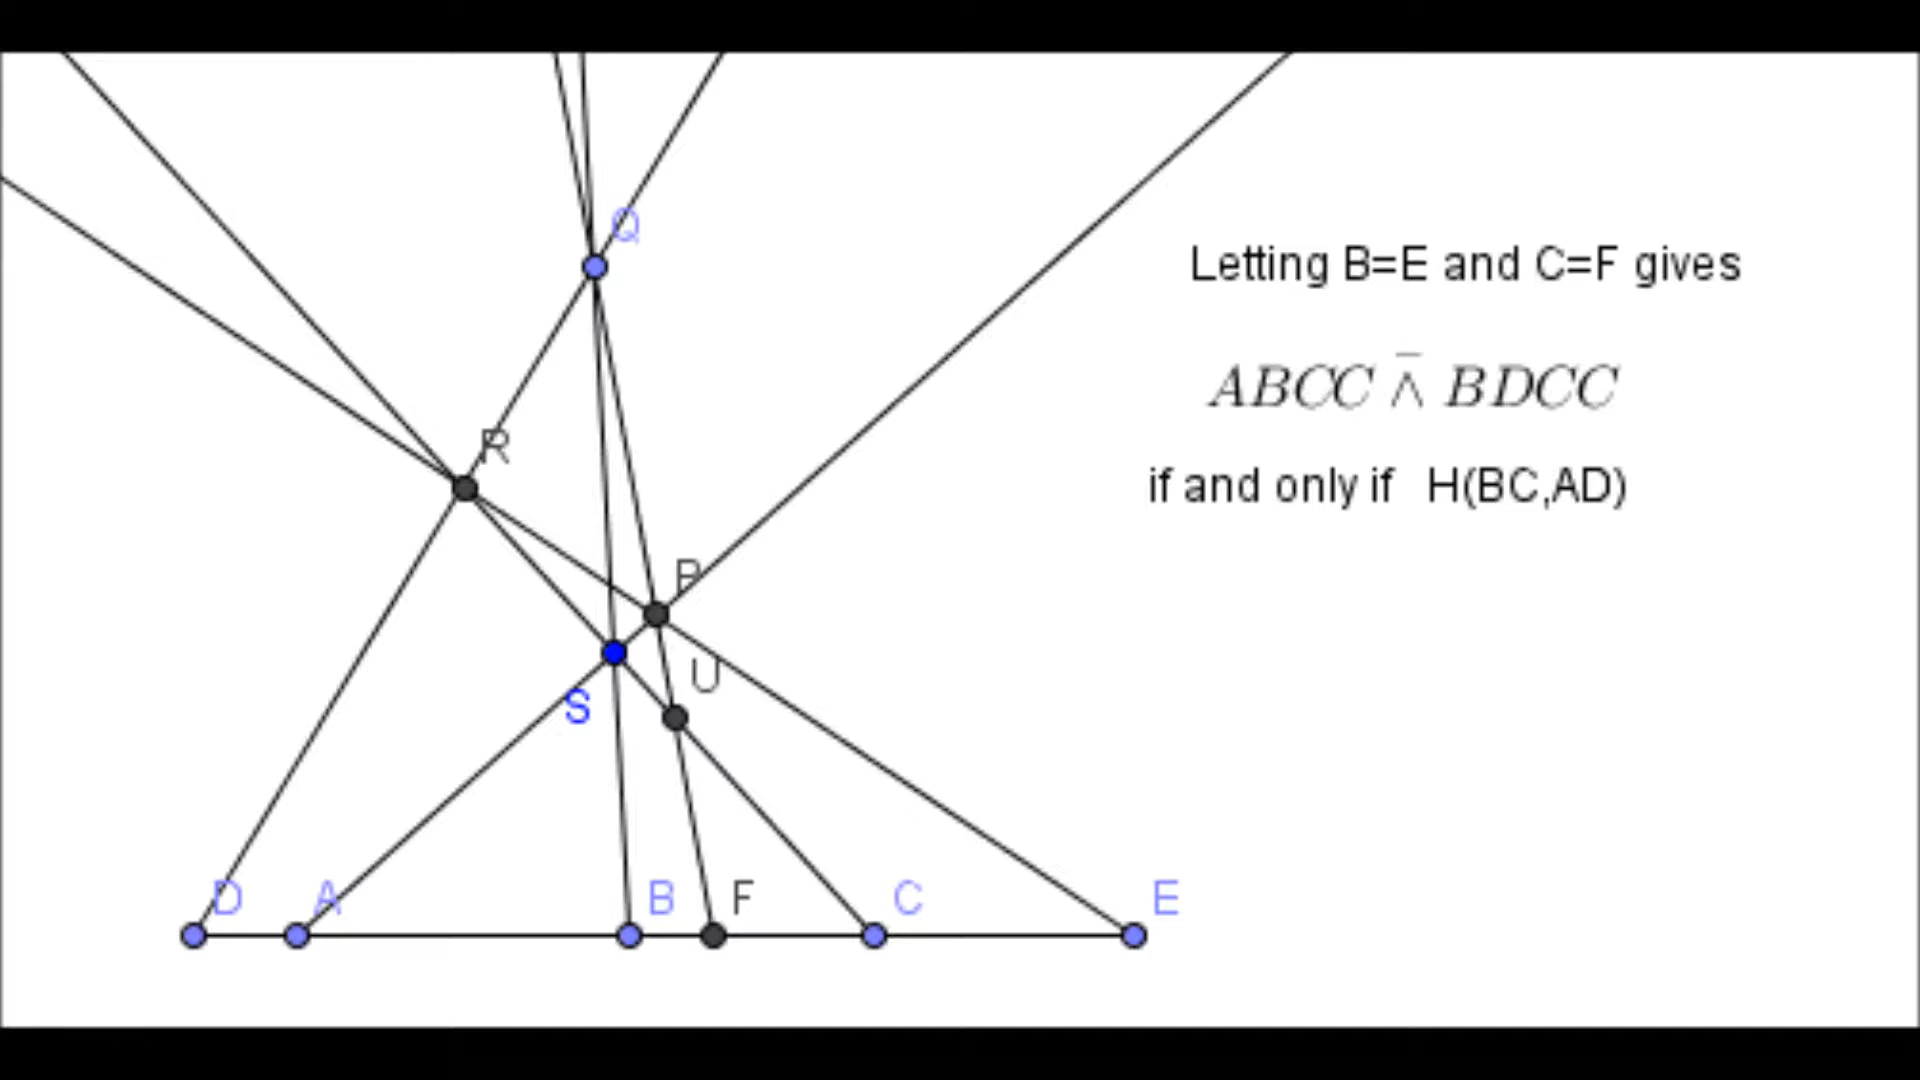 Q
Letting B=E and C=F gives
ABCC ⊼ BDCC
R
if and only if H(BC,AD)
P
U
S
D A B F C E